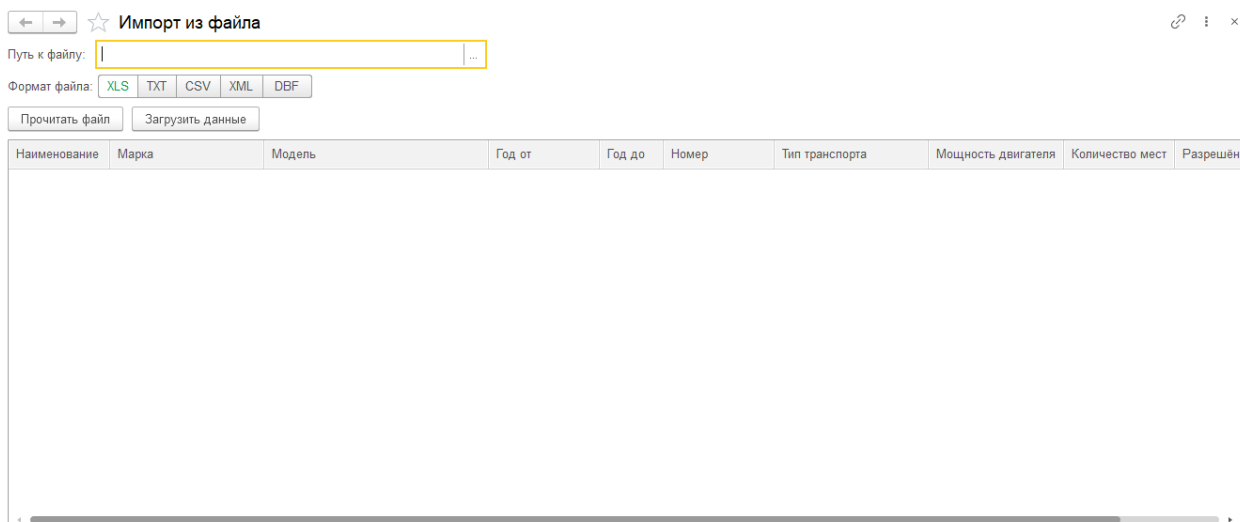 Импорт из файла
Путь к файлу: ...
Формат файла: XLS TXT CSV XML DBF
Прочитать файл Загрузить данные
Наименование Марка Модель Год от Год до Номер Тип транспорта Мощность двигателя Количество мест Разрешён